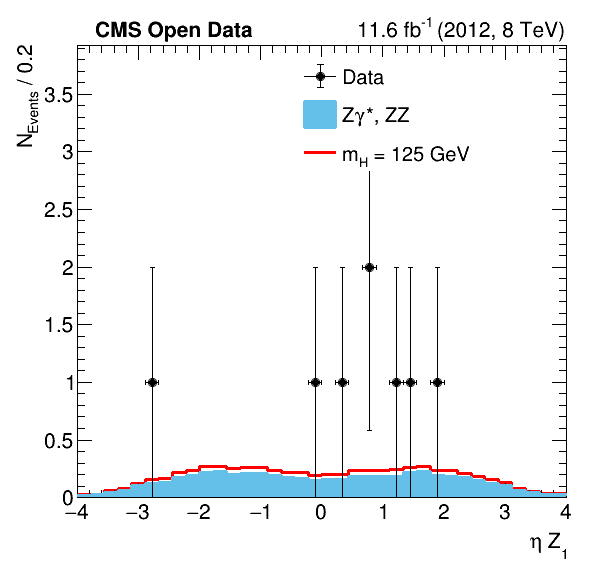 CMS Open Data 11.6 fb⁻¹ (2012, 8 TeV)
N_Events / 0.2
Data
Zγ*, ZZ
m_H = 125 GeV
3.5
3
2.5
2
1.5
1
0.5
0
−4 −3 −2 −1 0 1 2 3 4
η Z₁